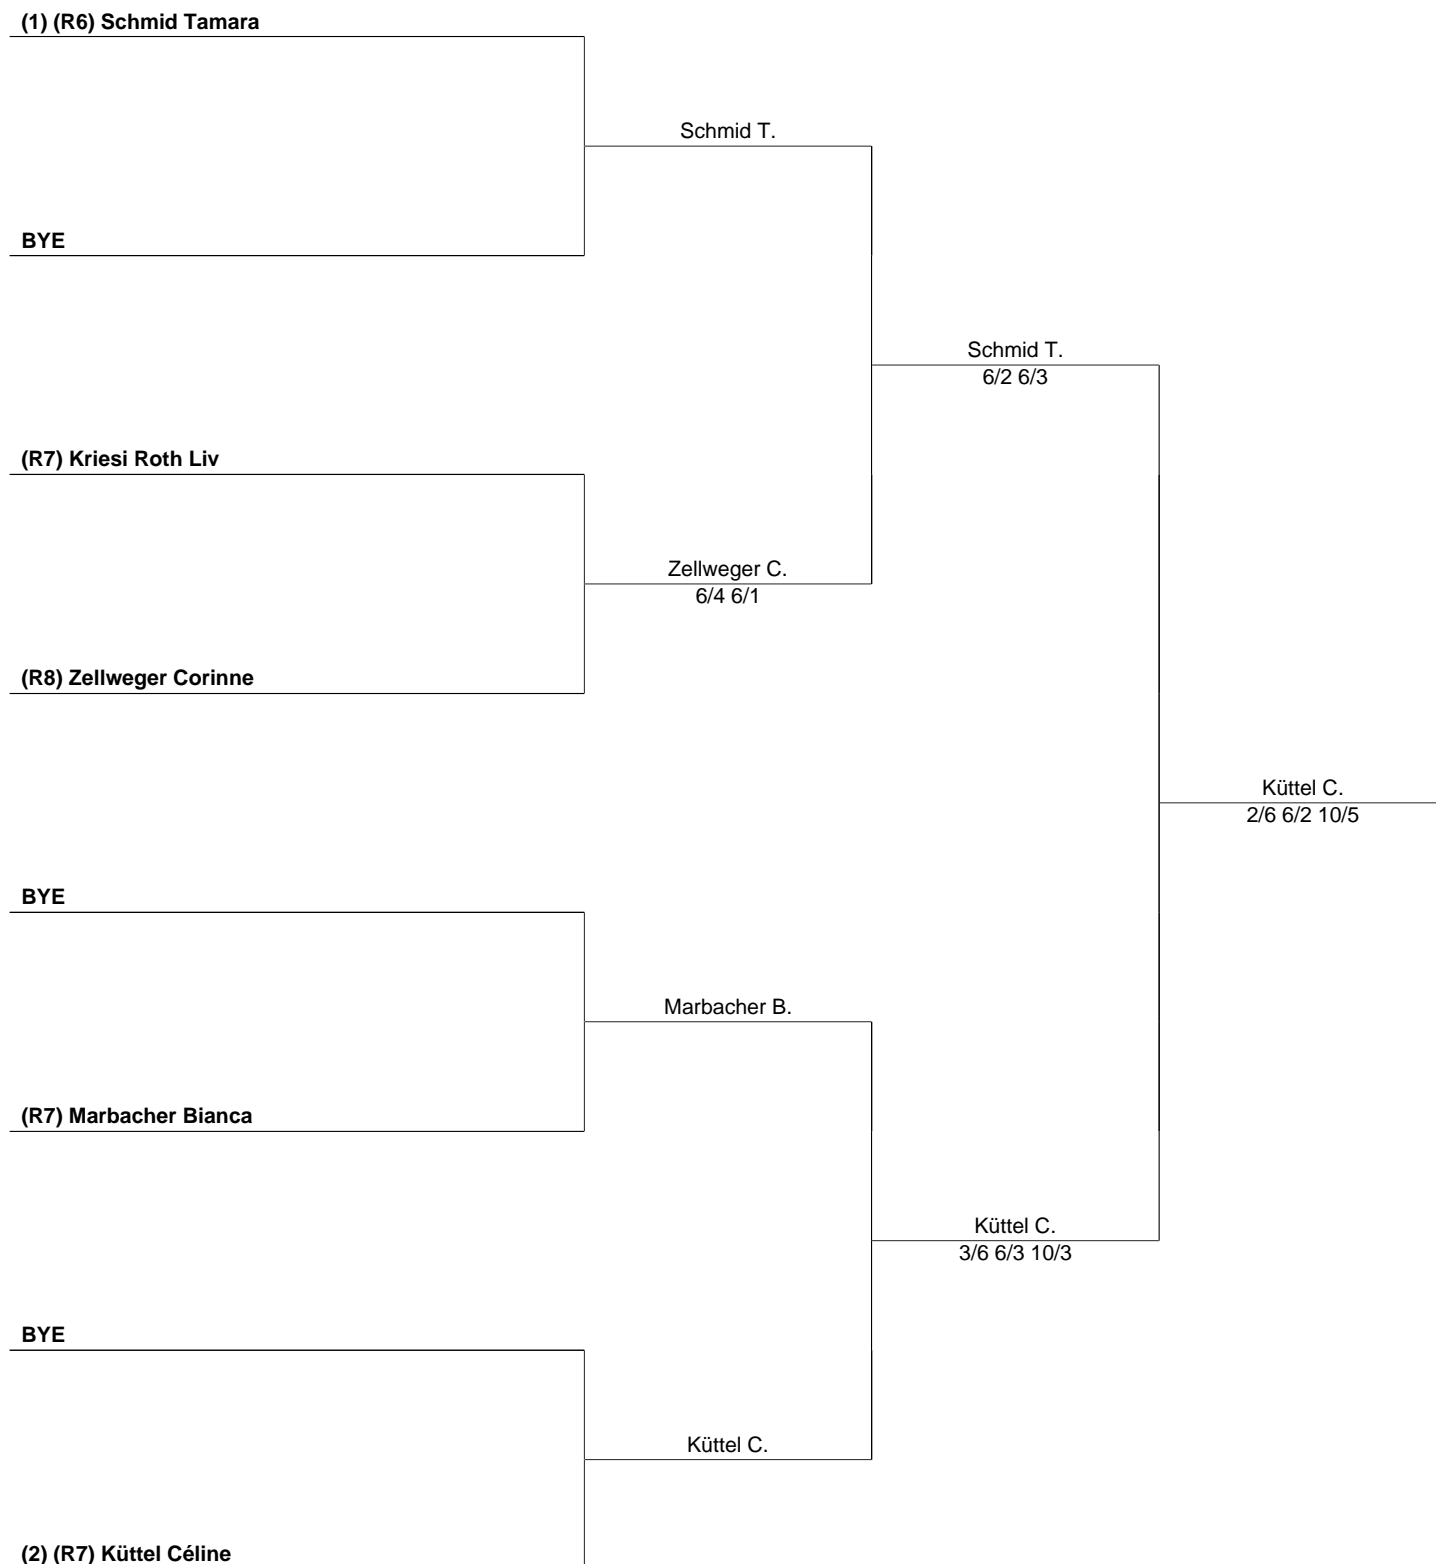 (1) (R6) Schmid Tamara
Schmid T.
BYE
Schmid T.
6/2 6/3
(R7) Kriesi Roth Liv
Zellweger C.
6/4 6/1
(R8) Zellweger Corinne
Küttel C.
2/6 6/2 10/5
BYE
Marbacher B.
(R7) Marbacher Bianca
Küttel C.
3/6 6/3 10/3
BYE
Küttel C.
(2) (R7) Küttel Céline